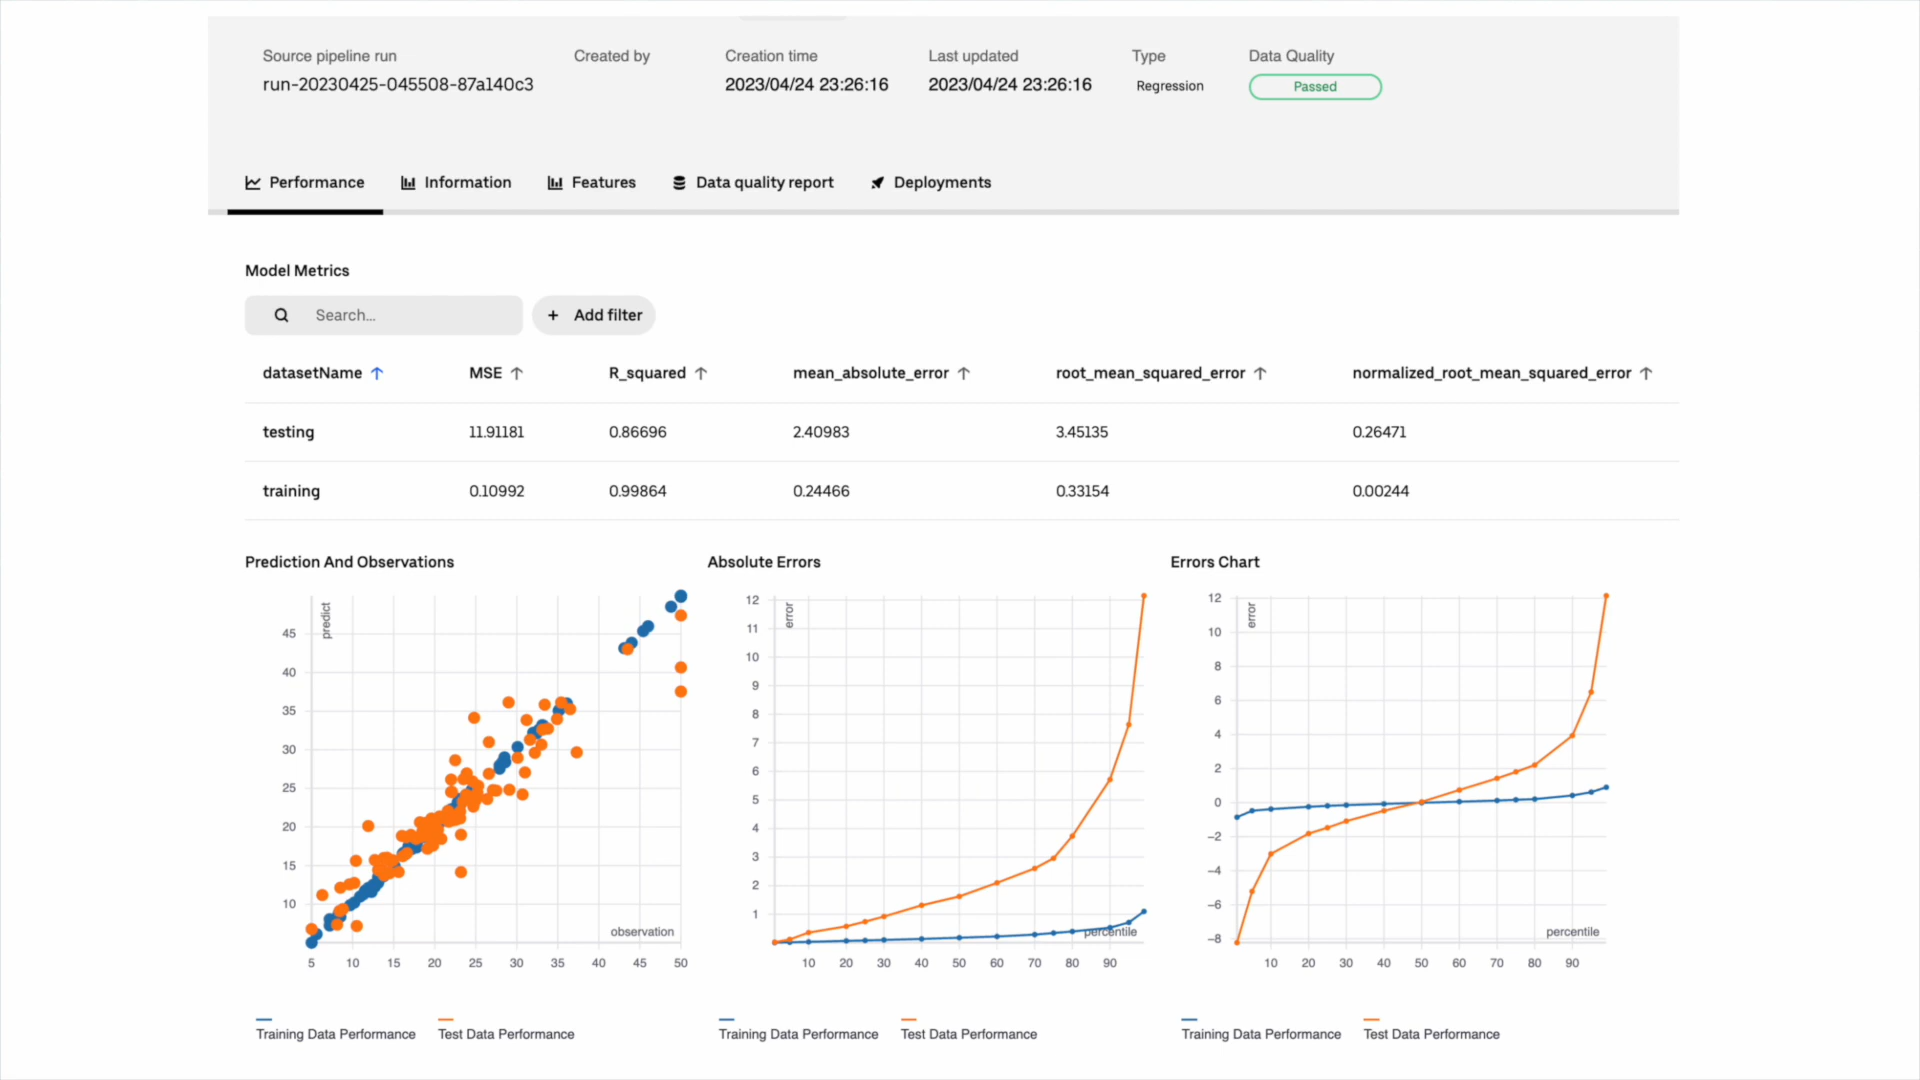 Source pipeline run Created by Creation time Last updated Type Data Quality
run-20230425-045508-87a140c3 2023/04/24 23:26:16 2023/04/24 23:26:16 Regression Passed
Performance Information Features Data quality report Deployments
Model Metrics
Search... + Add filter
datasetName MSE R_squared mean_absolute_error root_mean_squared_error normalized_root_mean_squared_error
testing 11.91181 0.86696 2.40983 3.45135 0.26471
training 0.10992 0.99864 0.24466 0.33154 0.00244
Prediction And Observations
predict
45
40
35
30
25
20
15
10
observation
5 10 15 20 25 30 35 40 45 50
Training Data Performance Test Data Performance
Absolute Errors
error
12
11
10
9
8
7
6
5
4
3
2
1
percentile
10 20 30 40 50 60 70 80 90
Training Data Performance Test Data Performance
Errors Chart
error
12
10
8
6
4
2
0
−2
−4
−6
−8
percentile
10 20 30 40 50 60 70 80 90
Training Data Performance Test Data Performance